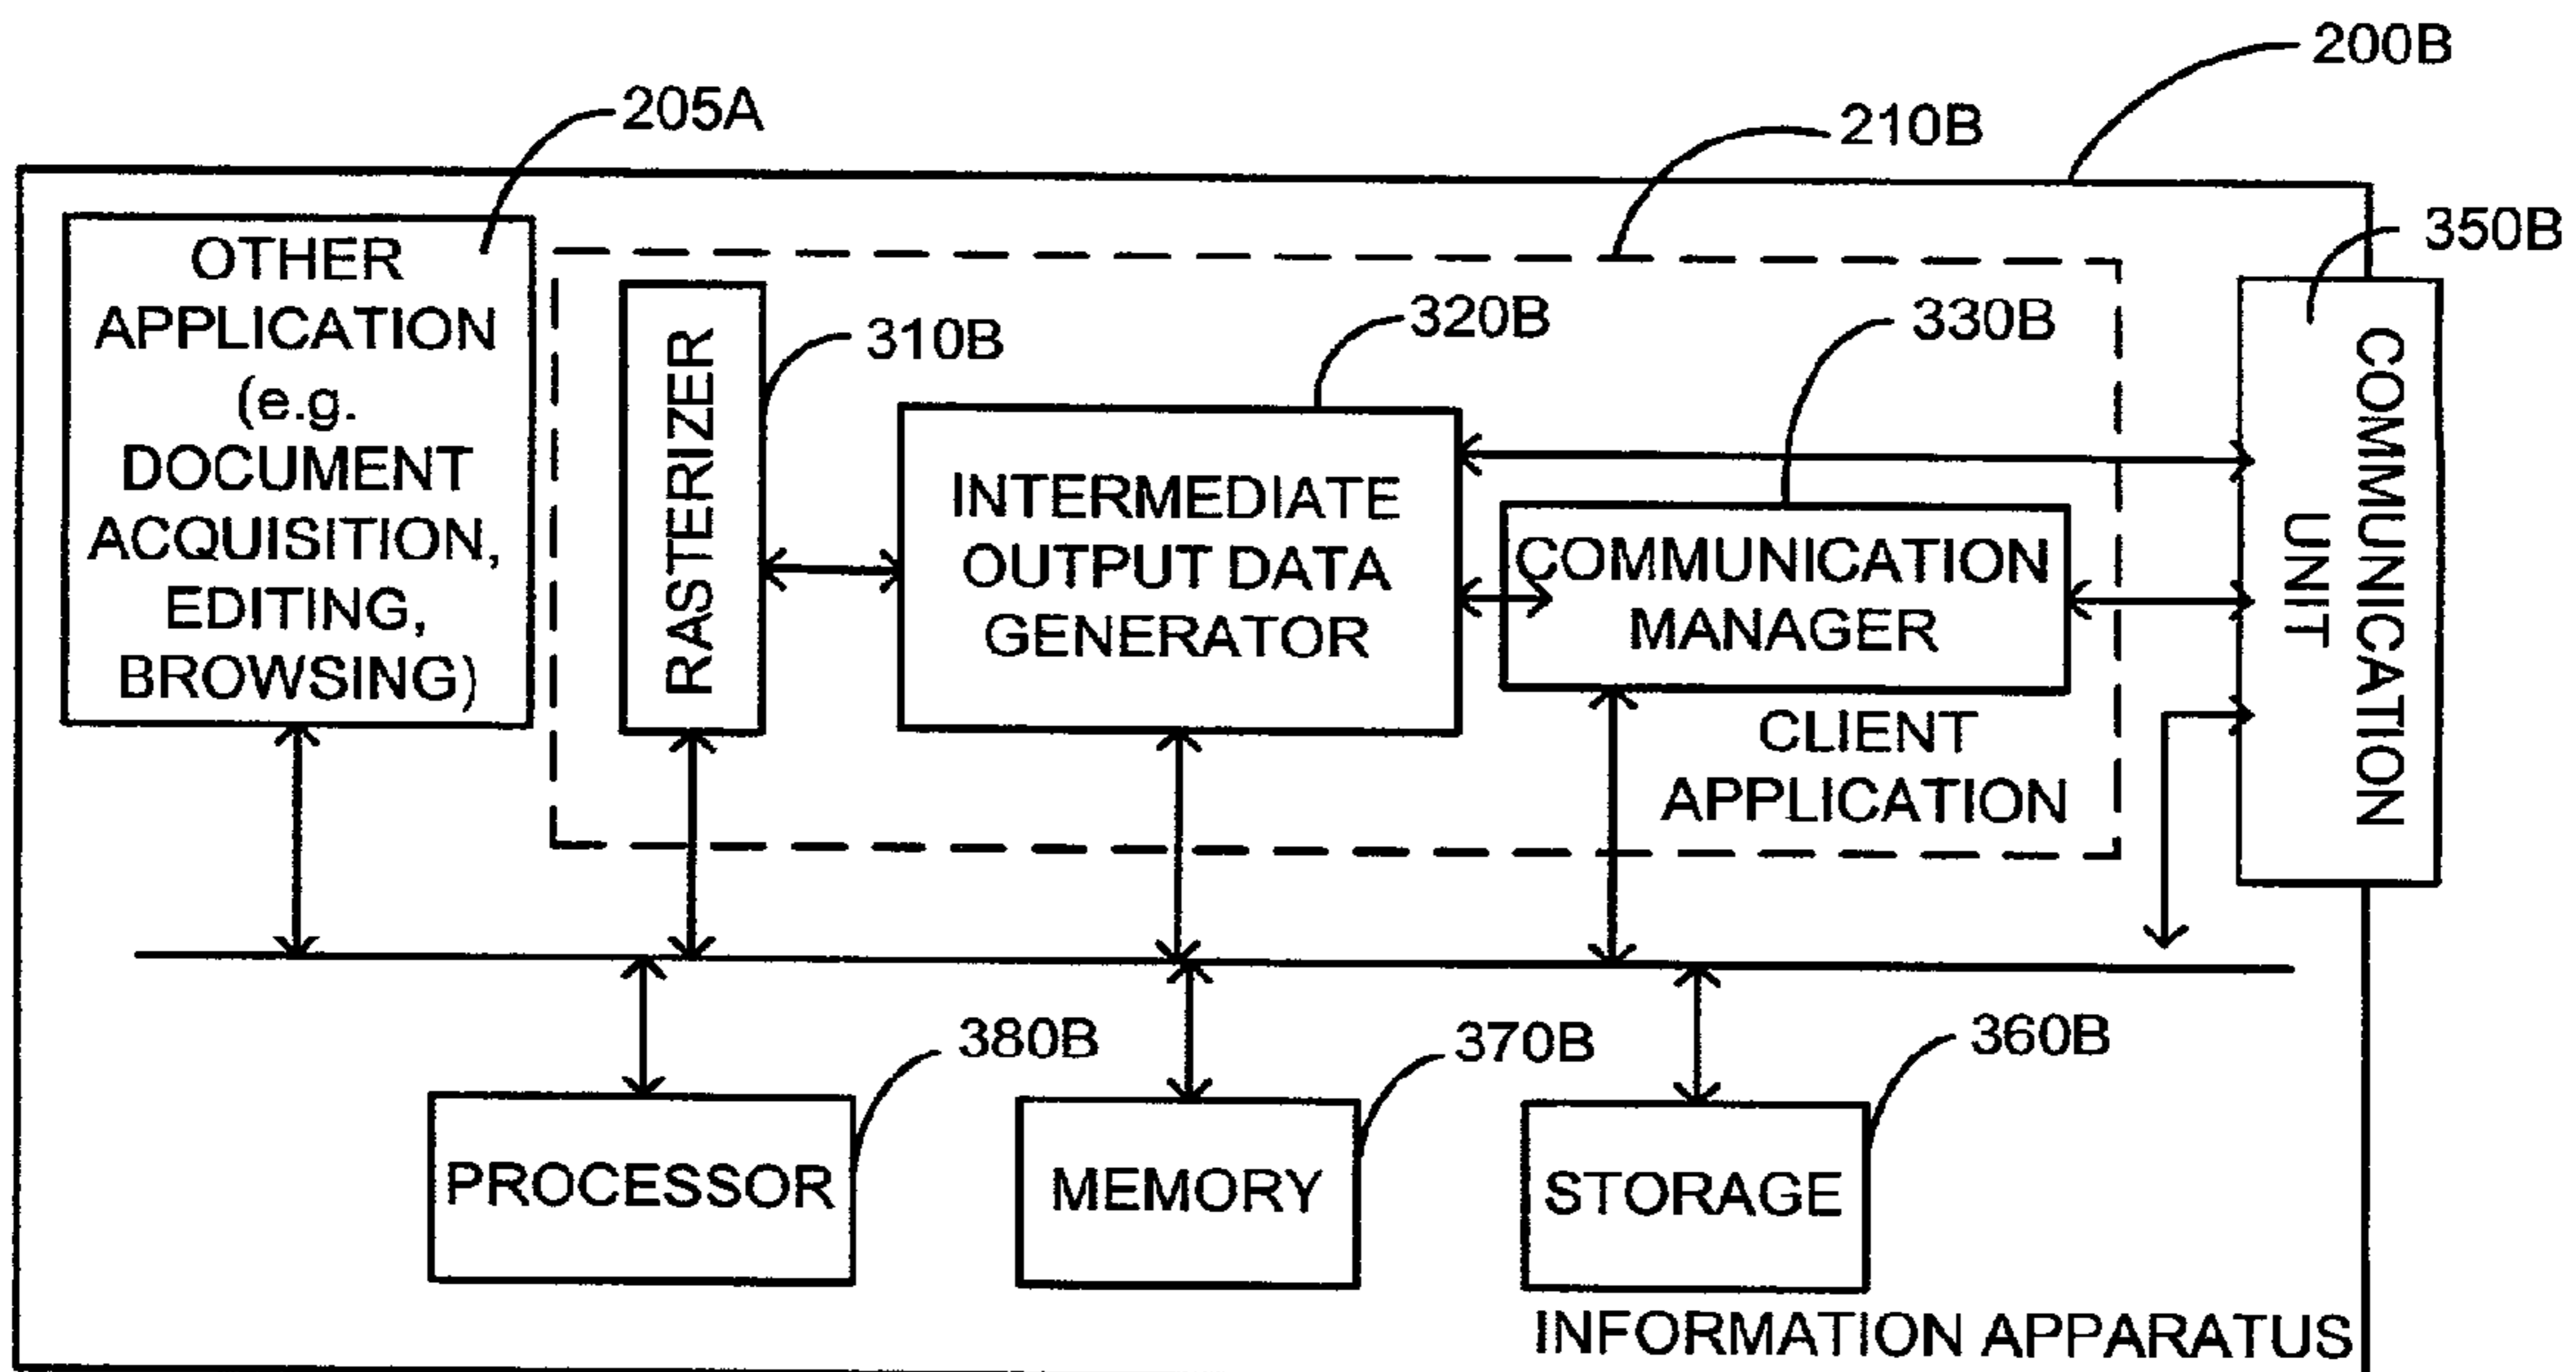 200B
205A
210B
350B
OTHER
APPLICATION
(e.g.
DOCUMENT
ACQUISITION,
EDITING,
BROWSING)
RASTERIZER
310B
320B
INTERMEDIATE
OUTPUT DATA
GENERATOR
330B
COMMUNICATION
MANAGER
CLIENT
APPLICATION
COMMUNICATION
UNIT
380B
PROCESSOR
370B
MEMORY
360B
STORAGE
INFORMATION APPARATUS